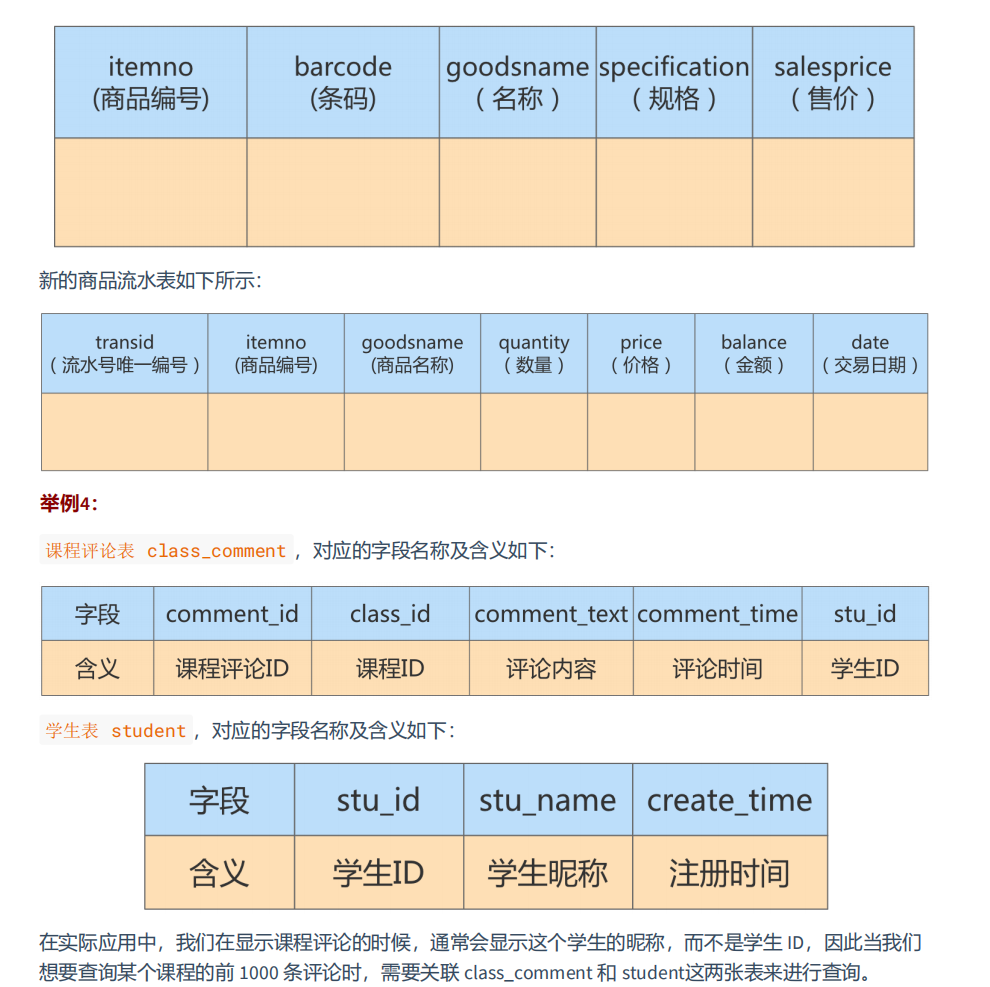 itemno barcode goodsname specification salesprice
(商品编号) (条码) （名称） （规格） （售价）
新的商品流水表如下所示：
transid itemno goodsname quantity price balance date
（流水号唯一编号） (商品编号) (商品名称) （数量） （价格） （金额） （交易日期）
举例4：
课程评论表 class_comment ，对应的字段名称及含义如下：
字段 comment_id class_id comment_text comment_time stu_id
含义 课程评论ID 课程ID 评论内容 评论时间 学生ID
学生表 student ，对应的字段名称及含义如下：
字段 stu_id stu_name create_time
含义 学生ID 学生昵称 注册时间
在实际应用中，我们在显示课程评论的时候，通常会显示这个学生的昵称，而不是学生 ID，因此当我们
想要查询某个课程的前 1000 条评论时，需要关联 class_comment 和 student这两张表来进行查询。